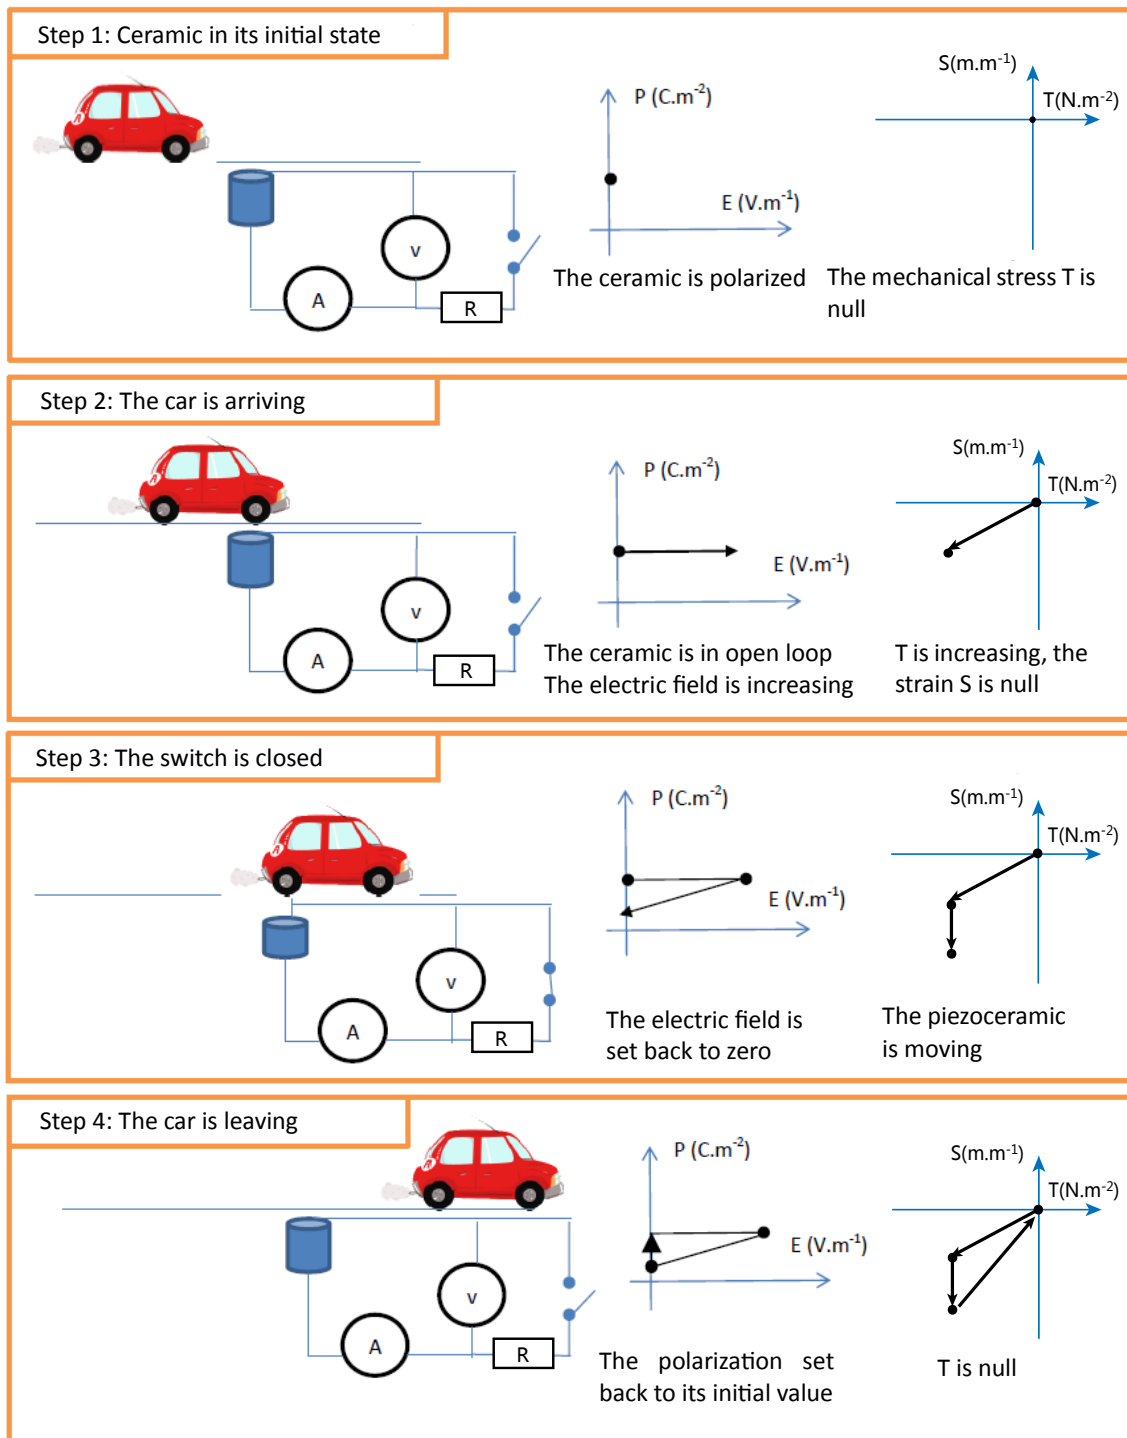 Step 1: Ceramic in its initial state
P (C.m-2)
S(m.m-1)
T(N.m-2)
E (V.m-1)
v
A
R
The ceramic is polarized
The mechanical stress T is
null
Step 2: The car is arriving
P (C.m-2)
S(m.m-1)
T(N.m-2)
E (V.m-1)
v
A
R
The ceramic is in open loop
The electric field is increasing
T is increasing, the
strain S is null
Step 3: The switch is closed
P (C.m-2)
S(m.m-1)
T(N.m-2)
E (V.m-1)
v
A
R
The electric field is
set back to zero
The piezoceramic
is moving
Step 4: The car is leaving
P (C.m-2)
S(m.m-1)
T(N.m-2)
E (V.m-1)
v
A
R
The polarization set
back to its initial value
T is null